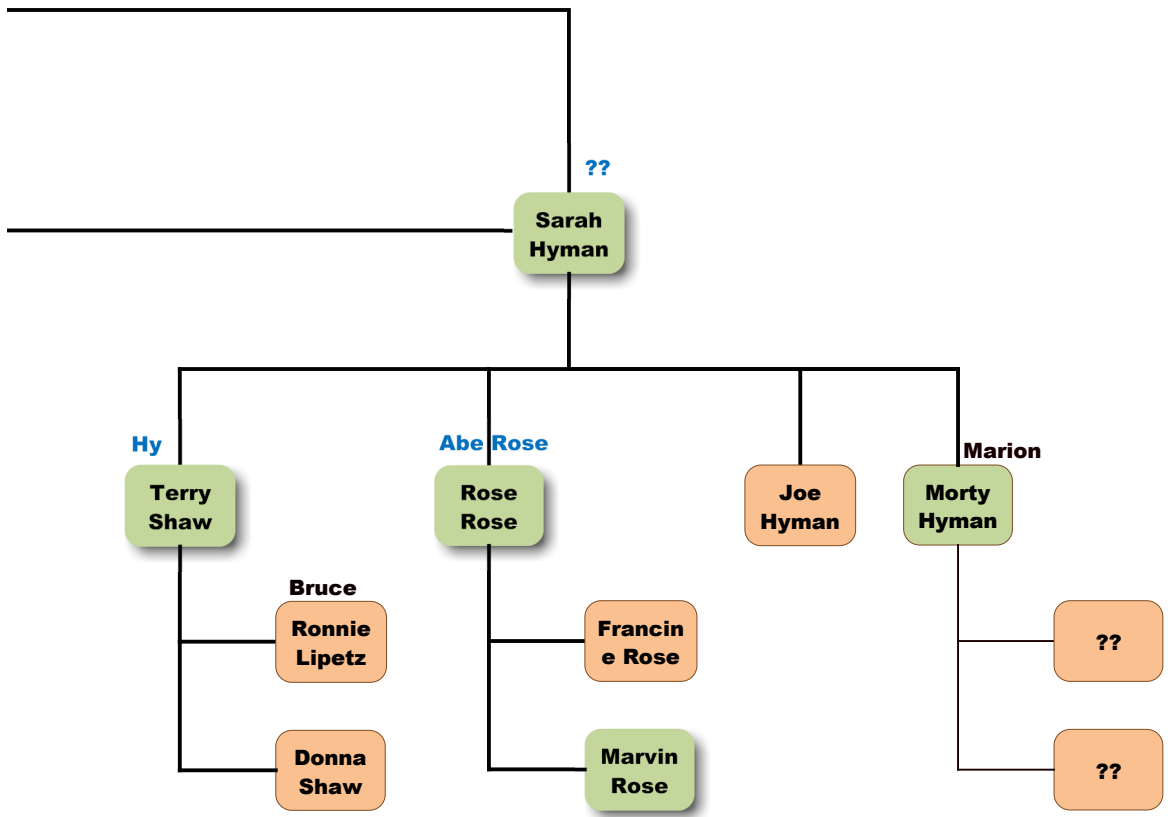 ??
Sarah
Hyman
Hy
Abe Rose
Marion
Terry
Shaw
Rose
Rose
Joe
Hyman
Morty
Hyman
Bruce
Ronnie
Lipetz
Francin
e Rose
??
Donna
Shaw
Marvin
Rose
??